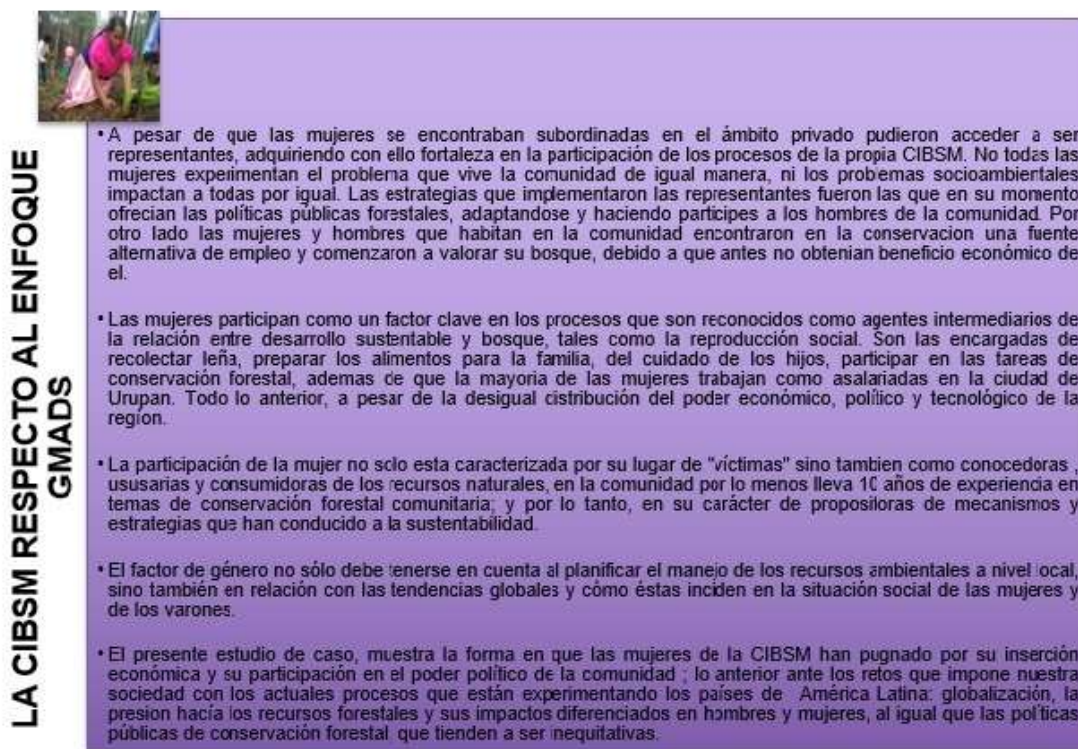 LA CIBSM RESPECTO AL ENFOQUE
GMADS
• A pesar de que las mujeres se encontraban subordinadas en el ámbito privado pudieron acceder a ser
representantes, adquiriendo con ello fortaleza en la participación de los procesos de la propia CIBSM. No todas las
mujeres experimentan el problema que vive la comunidad de igual manera, ni los problemas socioambientales
impactan a todas por igual. Las estrategias que implementaron las representantes fueron las que en su momento
ofrecian las políticas públicas forestales, adaptandose y haciendo participes a los hombres de la comunidad. Por
otro lado las mujeres y hombres que habitan en la comunidad encontraron en la conservacion una fuente
alternativa de empleo y comenzaron a valorar su bosque, debido a que antes no obtenian beneficio económico de
el.
• Las mujeres participan como un factor clave en los procesos que son reconocidos como agentes intermediarios de
la relación entre desarrollo sustentable y bosque, tales como la reproducción social. Son las encargadas de
recolectar leña, preparar los alimentos para la familia, del cuidado de los hijos, participar en las tareas de
conservación forestal, ademas de que la mayoria de las mujeres trabajan como asalariadas en la ciudad de
Urupan. Todo lo anterior, a pesar de la desigual distribución del poder económico, político y tecnológico de la
región.
• La participación de la mujer no solo esta caracterizada por su lugar de "víctimas" sino tambien como conocedoras ,
ususarias y consumidoras de los recursos naturales, en la comunidad por lo menos lleva 10 años de experiencia en
temas de conservación forestal comunitaria; y por lo tanto, en su carácter de propositoras de mecanismos y
estrategias que han conducido a la sustentabilidad.
• El factor de género no sólo debe tenerse en cuenta al planificar el manejo de los recursos ambientales a nivel local,
sino también en relación con las tendencias globales y cómo éstas inciden en la situación social de las mujeres y
de los varones.
• El presente estudio de caso, muestra la forma en que las mujeres de la CIBSM han pugnado por su inserción
económica y su participación en el poder político de la comunidad ; lo anterior ante los retos que impone nuestra
sociedad con los actuales procesos que están experimentando los países de América Latina: globalización, la
presion hacía los recursos forestales y sus impactos diferenciados en hombres y mujeres, al igual que las políticas
públicas de conservación forestal que tienden a ser inequitativas.